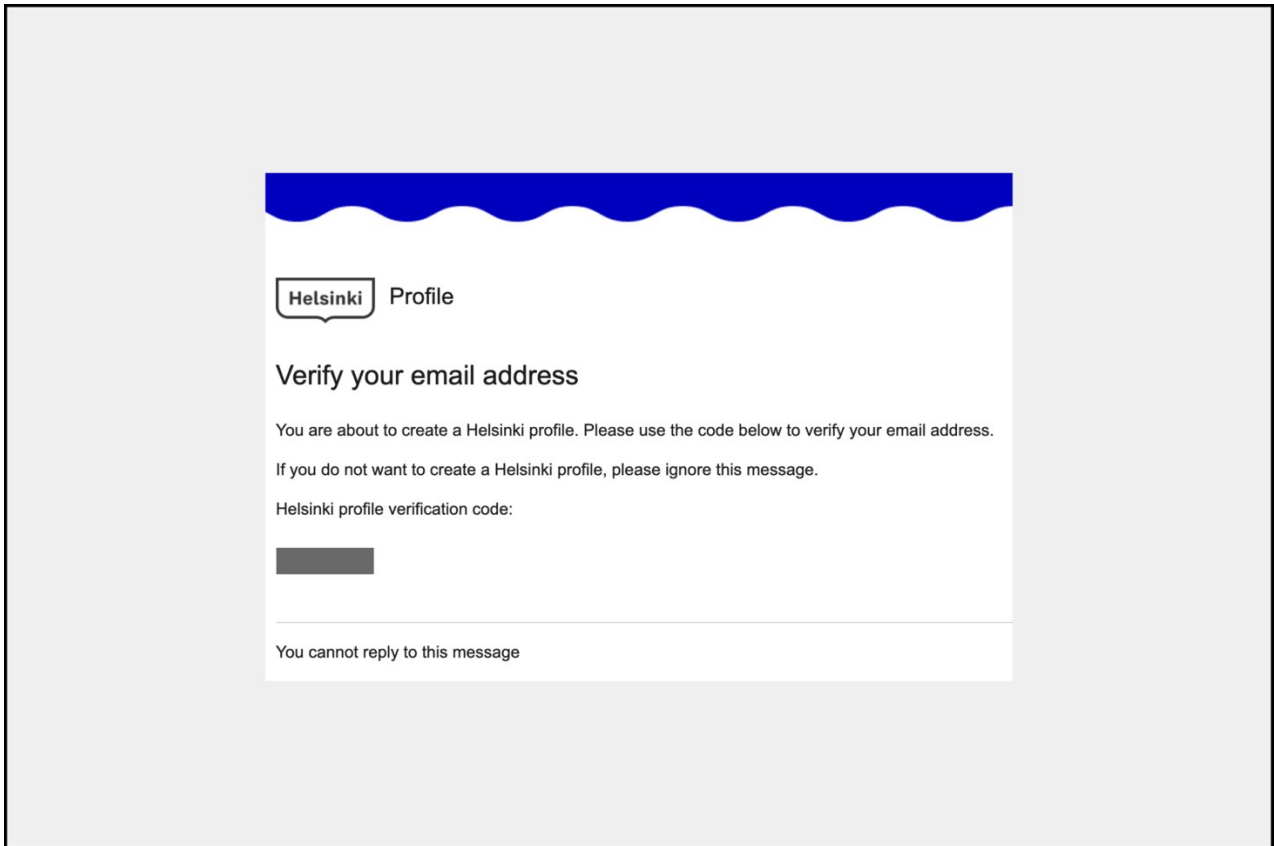 Helsinki Profile
Verify your email address
You are about to create a Helsinki profile. Please use the code below to verify your email address.
If you do not want to create a Helsinki profile, please ignore this message.
Helsinki profile verification code:
You cannot reply to this message